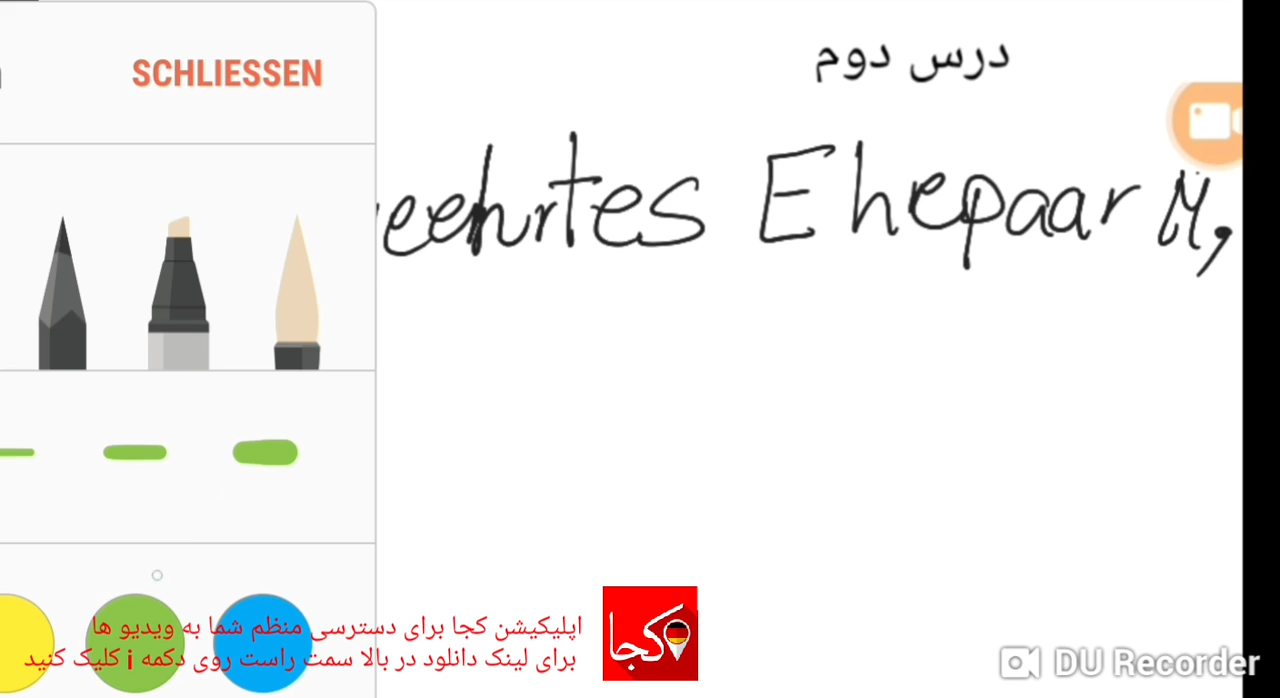 درس دوم
SCHLIESSEN
eehrtes Ehepaar M,
اپلیکیشن کجا برای دسترسی منظم شما به ویدیو ها
برای لینک دانلود در بالا سمت راست روی دکمه i کلیک کنید
کجا
DU Recorder